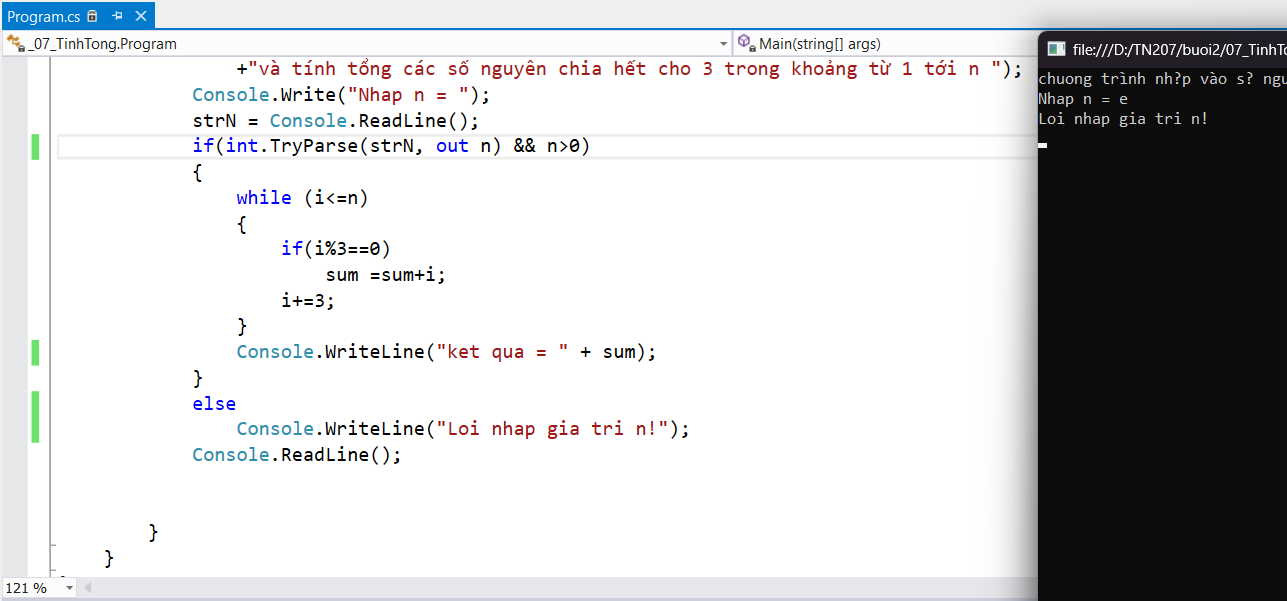 Program.cs
_07_TinhTong.Program
Main(string[] args)
+"và tính tổng các số nguyên chia hết cho 3 trong khoảng từ 1 tới n ");
Console.Write("Nhap n = ");
strN = Console.ReadLine();
if(int.TryParse(strN, out n) && n>0)
{
while (i<=n)
{
if(i%3==0)
sum =sum+i;
i+=3;
}
Console.WriteLine("ket qua = " + sum);
}
else
Console.WriteLine("Loi nhap gia tri n!");
Console.ReadLine();
}
}
121 %
file:///D:/TN207/buoi2/07_TinhTo
chuong trình nh?p vào s? ngu
Nhap n = e
Loi nhap gia tri n!